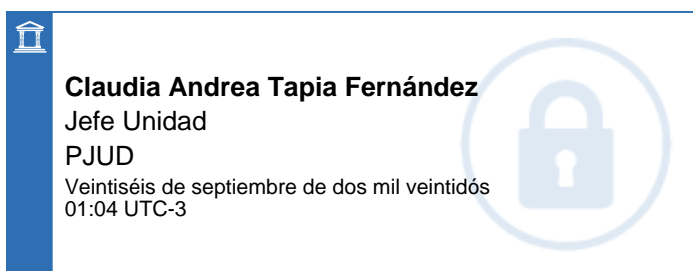 Claudia Andrea Tapia Fernández
Jefe Unidad
PJUD
Veintiséis de septiembre de dos mil veintidós
01:04 UTC-3